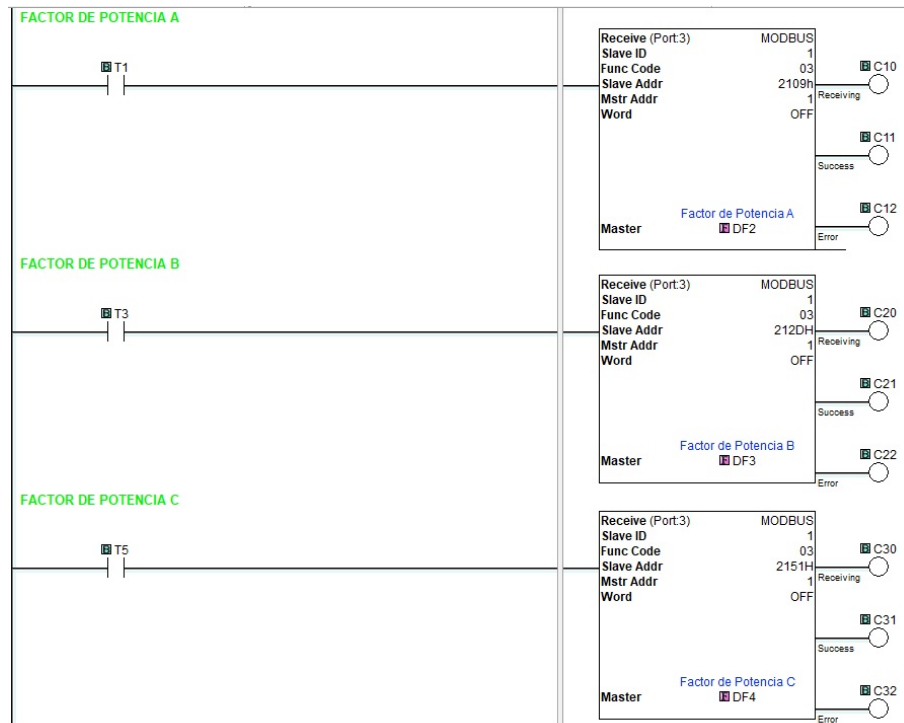 FACTOR DE POTENCIA A
T1
Receive (Port:3) MODBUS
Slave ID 1
Func Code 03
Slave Addr 2109h
Mstr Addr 1
Word OFF
Factor de Potencia A
Master F DF2
B C10
Receiving
B C11
Success
B C12
Error
FACTOR DE POTENCIA B
B T3
Receive (Port:3) MODBUS
Slave ID 1
Func Code 03
Slave Addr 212DH
Mstr Addr 1
Word OFF
Factor de Potencia B
Master F DF3
B C20
Receiving
B C21
Success
B C22
Error
FACTOR DE POTENCIA C
B T5
Receive (Port:3) MODBUS
Slave ID 1
Func Code 03
Slave Addr 2151H
Mstr Addr 1
Word OFF
Factor de Potencia C
Master F DF4
B C30
Receiving
B C31
Success
B C32
Error